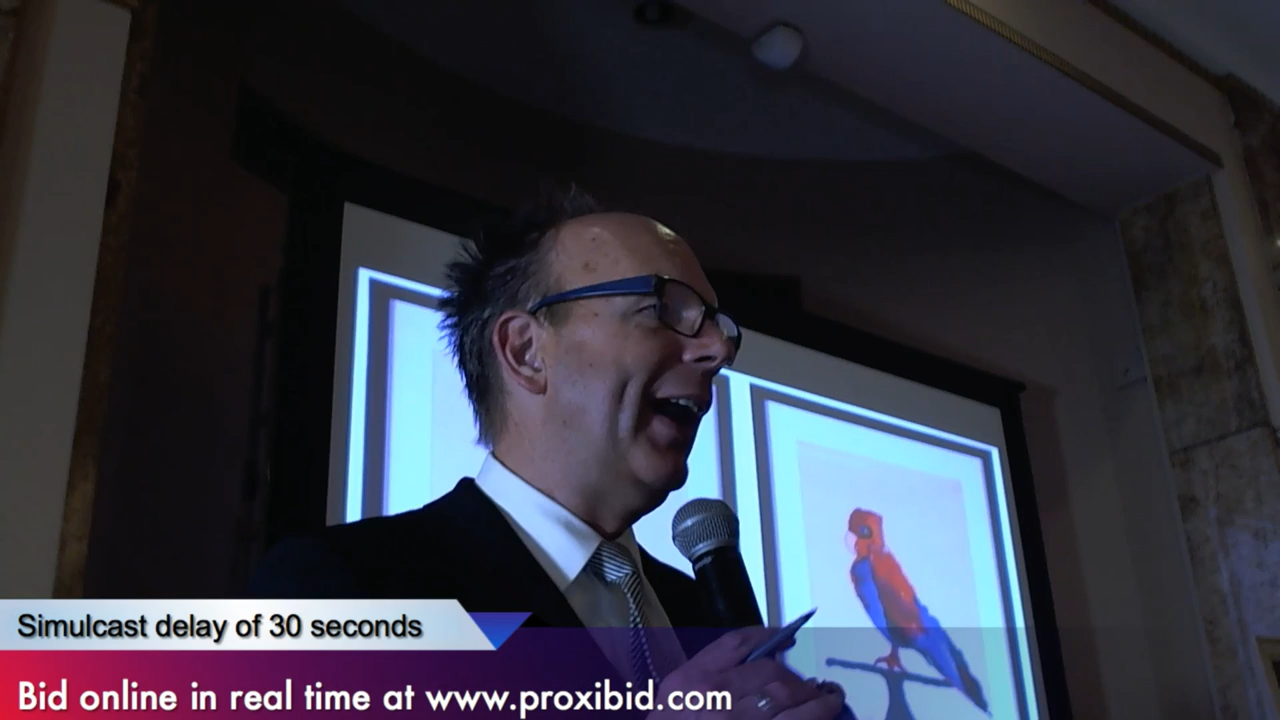 Simulcast delay of 30 seconds
Bid online in real time at www.proxibid.com